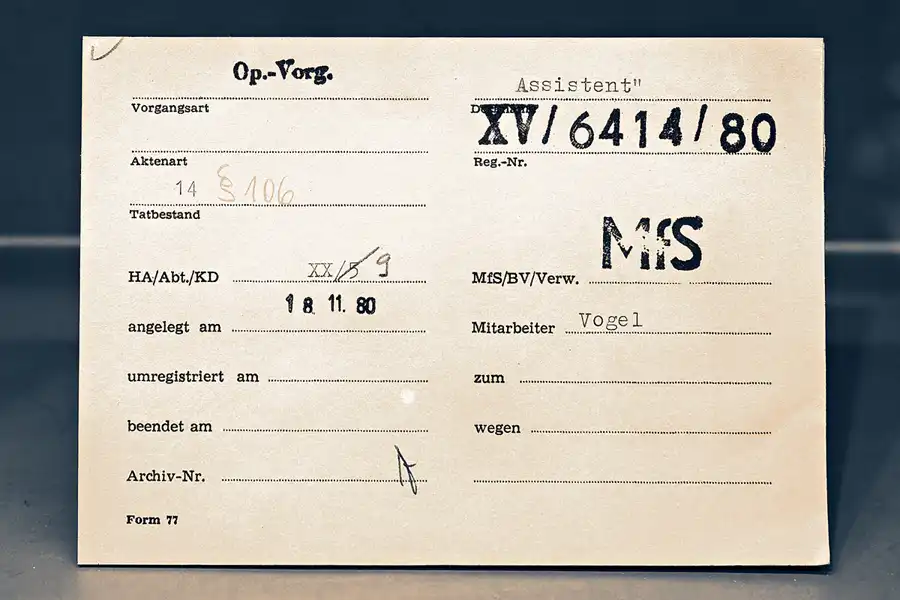 Op.-Vorg.
Vorgangsart
Assistent"
XV/6414/80
Aktenart
Reg.-Nr.
14 § 106
Tatbestand
HA/Abt./KD XX/5 9
MfS/BV/Verw. MfS
angelegt am 18. 11. 80
Mitarbeiter Vogel
umregistriert am
zum
beendet am
wegen
Archiv-Nr.
Form 77